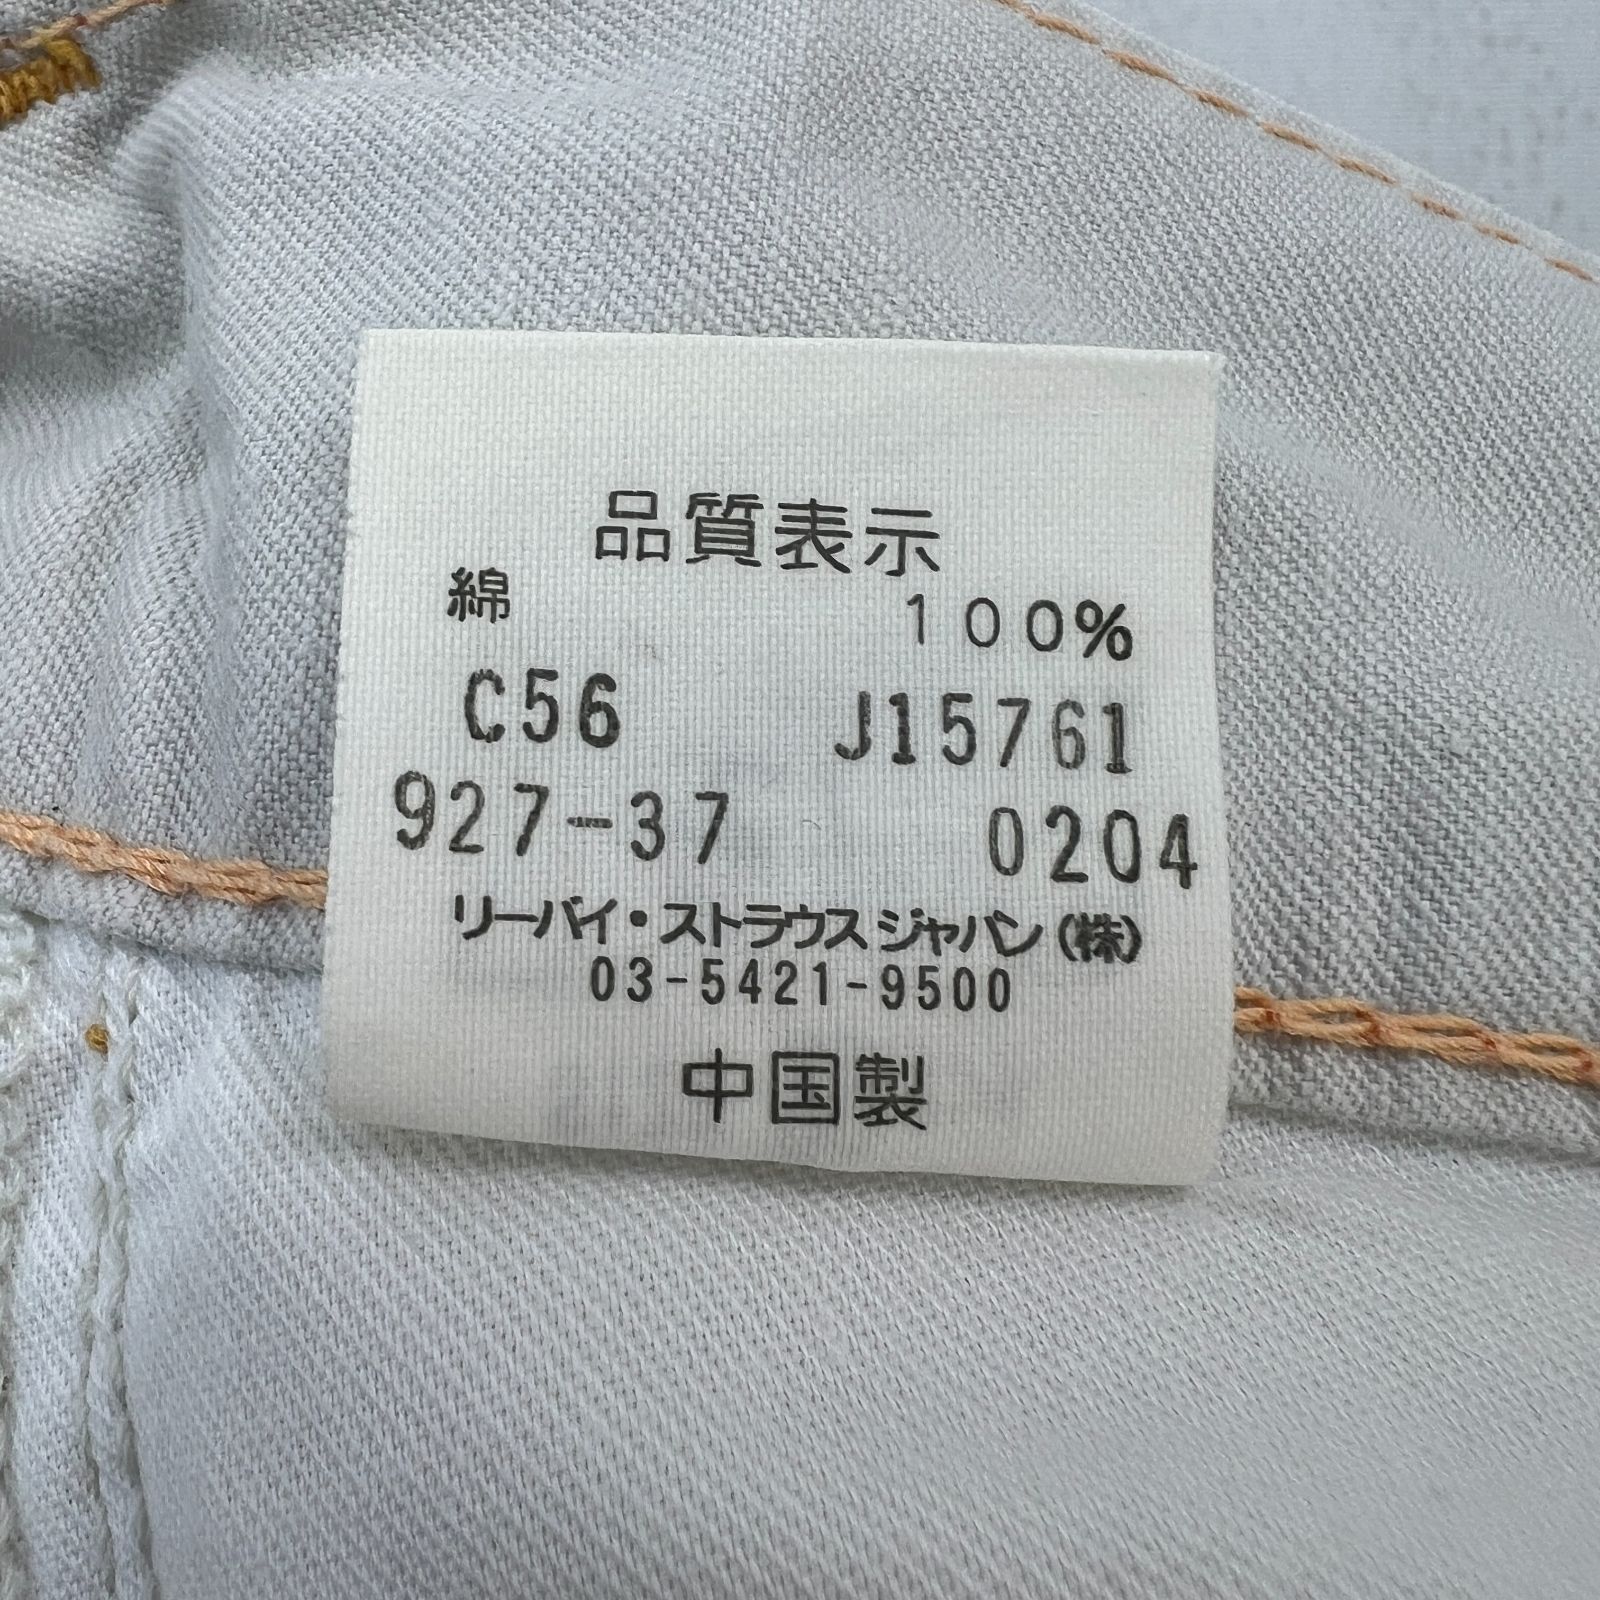 品質表示
綿 100%
C56 J15761
927-37 0204
リーバイ・ストラウス ジャパン(株)
03-5421-9500
中国製